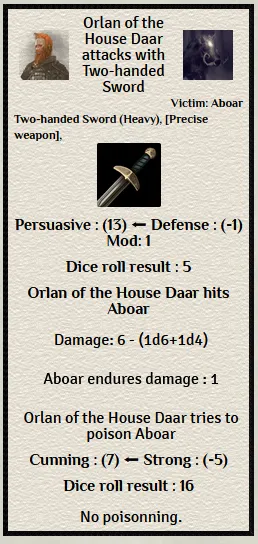 Orlan of the
House Daar
attacks with
Two-handed
Sword
Victim: Aboar
Two-handed Sword (Heavy), [Precise
weapon],
Persuasive : (13) ← Defense : (-1)
Mod: 1
Dice roll result : 5
Orlan of the House Daar hits
Aboar
Damage: 6 - (1d6+1d4)
Aboar endures damage : 1
Orlan of the House Daar tries to
poison Aboar
Cunning : (7) ← Strong : (-5)
Dice roll result : 16
No poisonning.